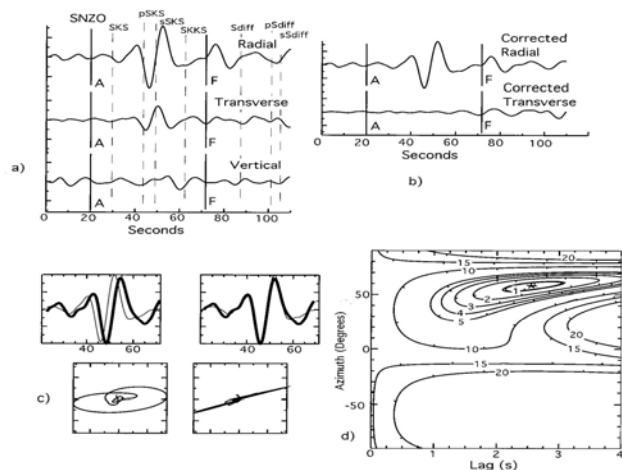 SNZO
SKS
pSKS
sSKS
SKKS
Sdiff
pSdiff
sSdiff
Radial
A
F
Transverse
A
F
Vertical
A
F
0 20 40 60 80 100
Seconds
a)
Corrected
Radial
A
F
Corrected
Transverse
A
F
0 20 40 60 80 100
Seconds
b)
40 60
40 60
c)
50
0
-50
Azimuth (Degrees)
20
15
10
1
2
3
4
5
10
15
20
15
20
0 1 2 3 4
Lag (s)
d)